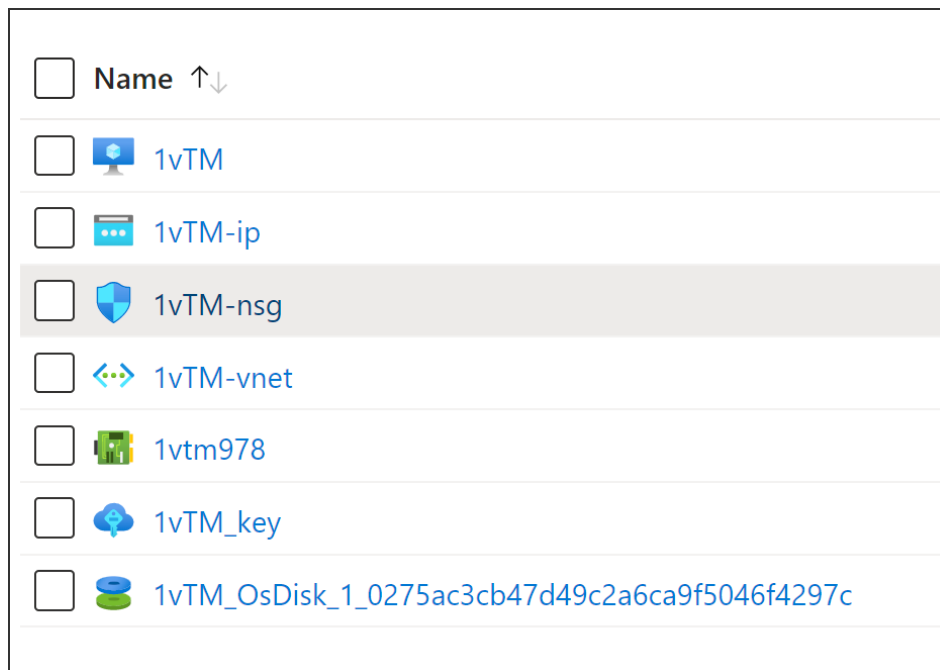 Name ↑↓
1vTM
1vTM-ip
1vTM-nsg
1vTM-vnet
1vtm978
1vTM_key
1vTM_OsDisk_1_0275ac3cb47d49c2a6ca9f5046f4297c